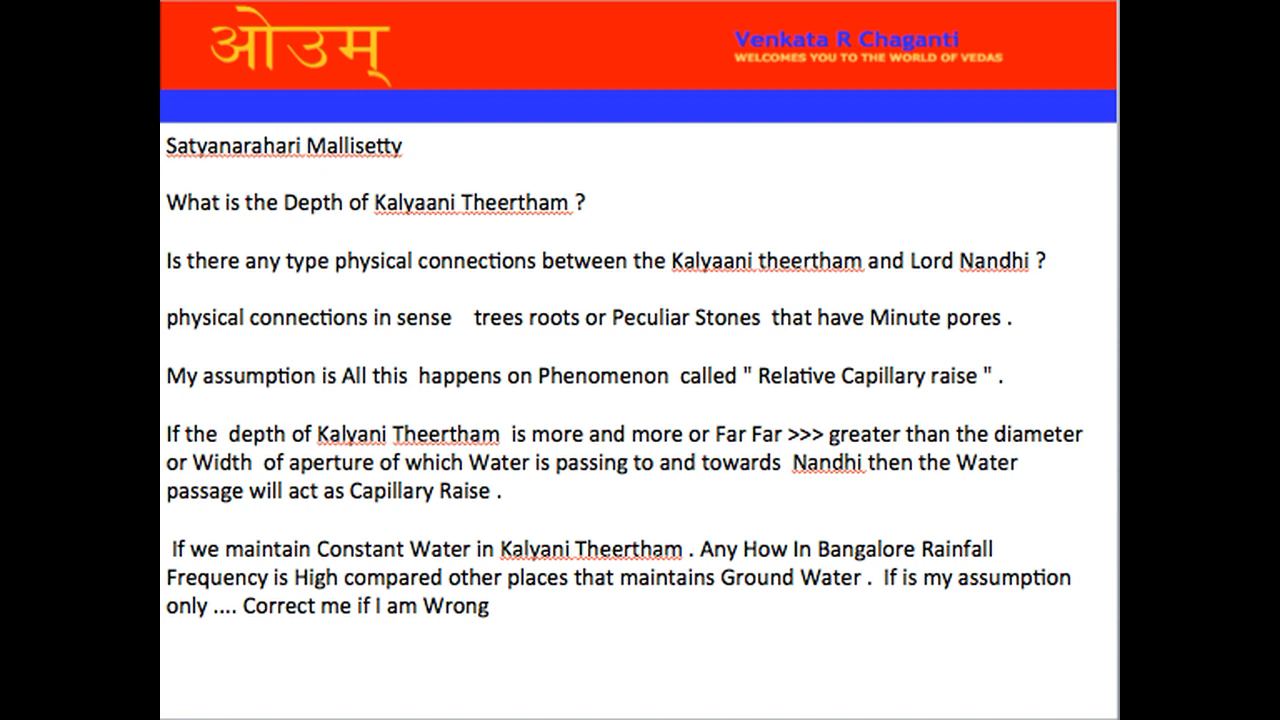 ओउम्
Venkata R Chaganti
WELCOMES YOU TO THE WORLD OF VEDAS
Satyanarahari Mallisetty
What is the Depth of Kalyaani Theertham ?
Is there any type physical connections between the Kalyaani theertham and Lord Nandhi ?
physical connections in sense    trees roots or Peculiar Stones  that have Minute pores .
My assumption is All this  happens on Phenomenon  called " Relative Capillary raise " .
If the  depth of Kalyani Theertham  is more and more or Far Far >>> greater than the diameter
or Width  of aperture of which Water is passing to and towards  Nandhi then the Water
passage will act as Capillary Raise .
If we maintain Constant Water in Kalyani Theertham . Any How In Bangalore Rainfall
Frequency is High compared other places that maintains Ground Water .  If is my assumption
only .... Correct me if I am Wrong